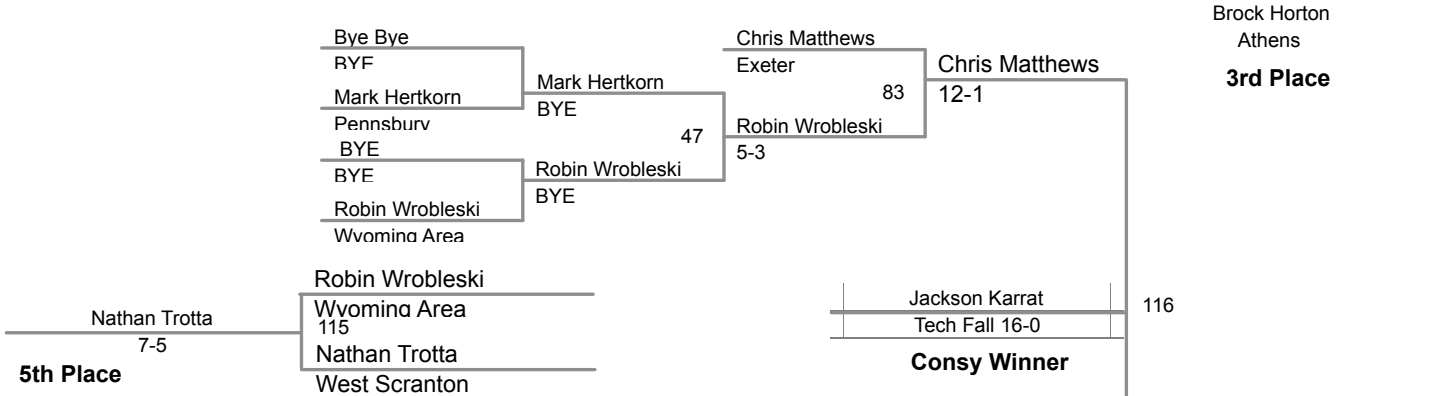 Brock Horton
Athens
3rd Place
Bye Bye
BYE
Mark Hertkorn
Pennsbury
BYE
BYE
Robin Wrobleski
Wyoming Area
Mark Hertkorn
BYE
47
Robin Wrobleski
BYE
Chris Matthews
Exeter
83
Robin Wrobleski
5-3
Chris Matthews
12-1
Robin Wrobleski
Wyoming Area
115
Nathan Trotta
West Scranton
Nathan Trotta
7-5
5th Place
Jackson Karrat
Tech Fall 16-0
Consy Winner
116